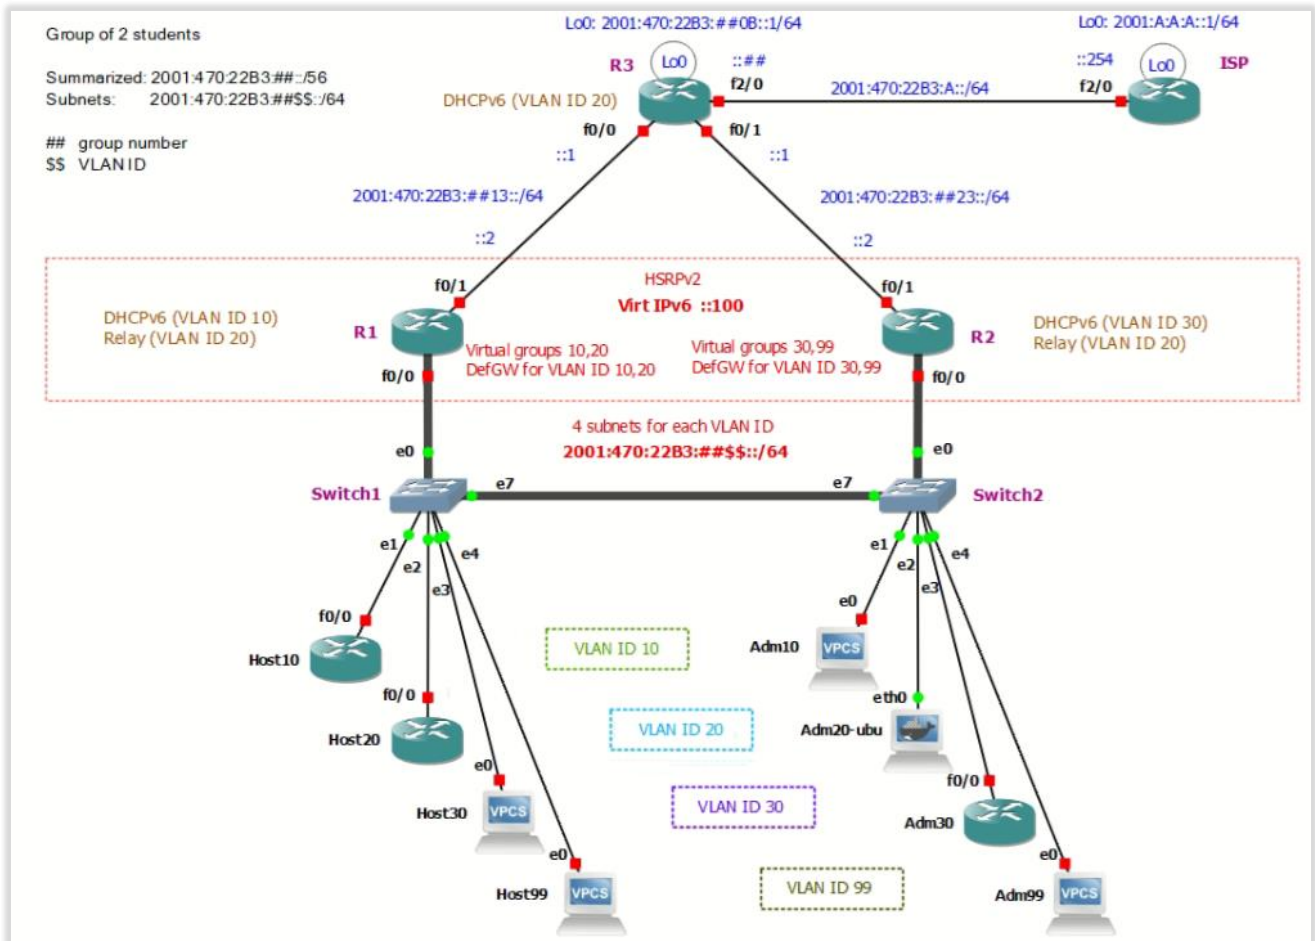 Group of 2 students
Summarized: 2001:470:22B3:##::/56
Subnets: 2001:470:22B3:##$$::/64
## group number
$$ VLAN ID
Lo0: 2001:470:22B3:##0B::1/64
Lo0: 2001:A:A:A::1/64
R3
Lo0
::##
::254
Lo0
ISP
f2/0
f2/0
DHCPv6 (VLAN ID 20)
2001:470:22B3:A::/64
f0/0
f0/1
::1
::1
2001:470:22B3:##13::/64
2001:470:22B3:##23::/64
::2
::2
HSRPv2
Virt IPv6 ::100
f0/1
f0/1
DHCPv6 (VLAN ID 10)
Relay (VLAN ID 20)
R1
Virtual groups 10,20
DefGW for VLAN ID 10,20
Virtual groups 30,99
DefGW for VLAN ID 30,99
R2
DHCPv6 (VLAN ID 30)
Relay (VLAN ID 20)
f0/0
f0/0
4 subnets for each VLAN ID
2001:470:22B3:##$$::/64
e0
e0
Switch1
e7
e7
Switch2
e1
e2
e3
e4
e1
e2
e3
e4
f0/0
Host10
VLAN ID 10
e0
Adm10
VPCS
f0/0
Host20
VLAN ID 20
eth0
Adm20-ubu
e0
Host30
VPCS
VLAN ID 30
f0/0
Adm30
e0
Host99
VPCS
VLAN ID 99
e0
Adm99
VPCS